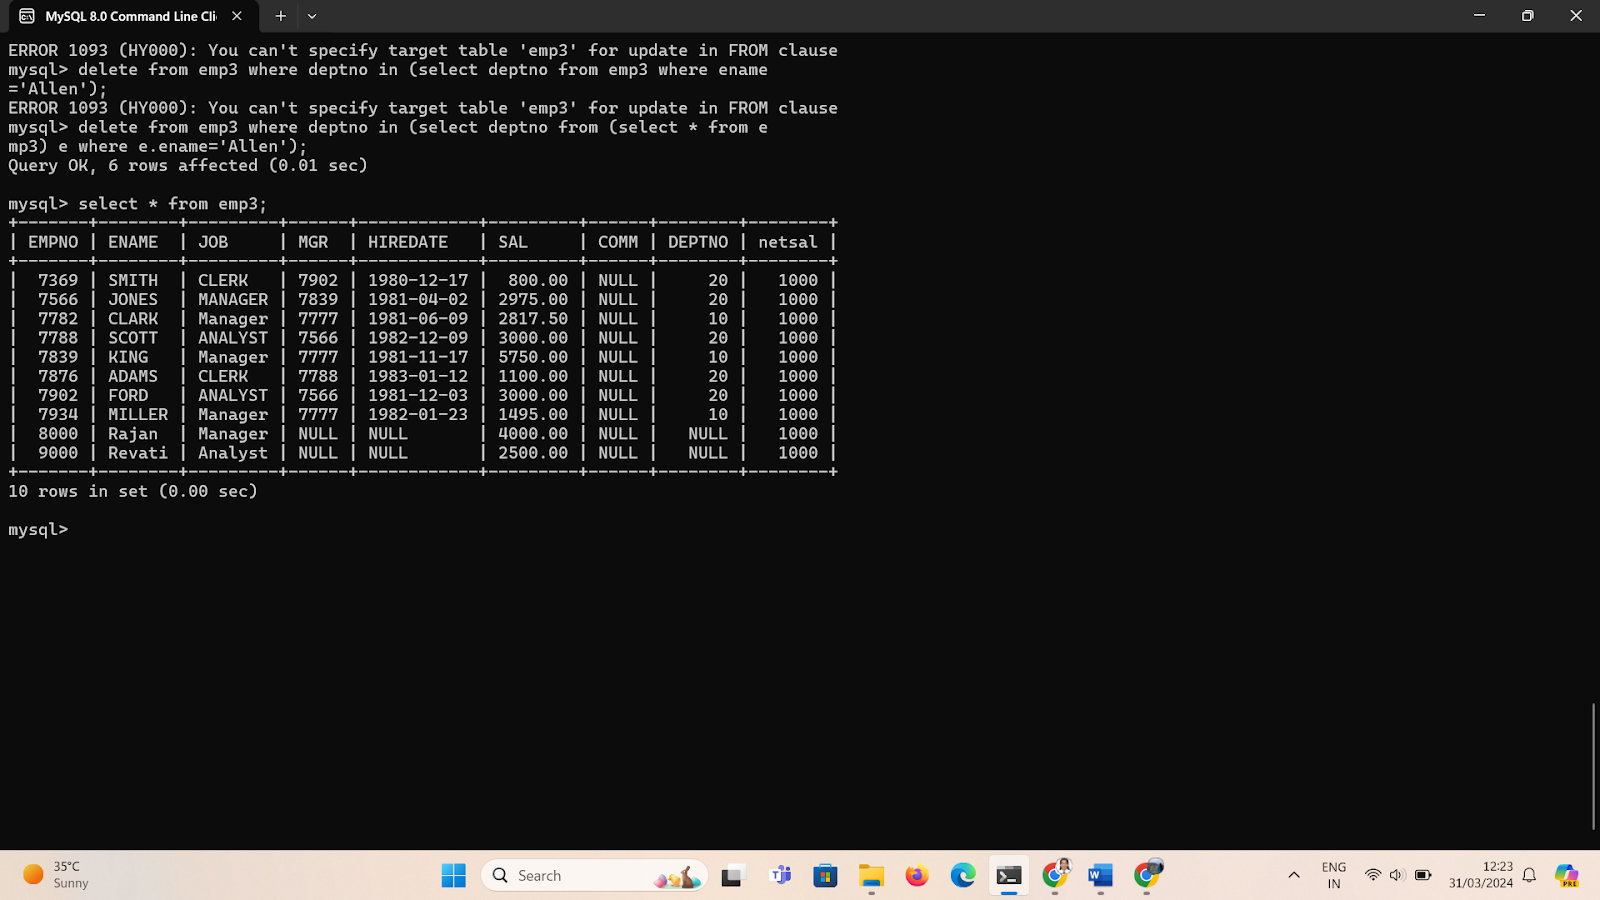 MySQL 8.0 Command Line Cli
ERROR 1093 (HY000): You can't specify target table 'emp3' for update in FROM clause
mysql> delete from emp3 where deptno in (select deptno from emp3 where ename
='Allen');
ERROR 1093 (HY000): You can't specify target table 'emp3' for update in FROM clause
mysql> delete from emp3 where deptno in (select deptno from (select * from e
mp3) e where e.ename='Allen');
Query OK, 6 rows affected (0.01 sec)
mysql> select * from emp3;
+-------+--------+---------+------+------------+---------+------+--------+--------+
| EMPNO | ENAME  | JOB     | MGR  | HIREDATE   | SAL     | COMM | DEPTNO | netsal |
+-------+--------+---------+------+------------+---------+------+--------+--------+
|  7369 | SMITH  | CLERK   | 7902 | 1980-12-17 |  800.00 | NULL |     20 |   1000 |
|  7566 | JONES  | MANAGER | 7839 | 1981-04-02 | 2975.00 | NULL |     20 |   1000 |
|  7782 | CLARK  | Manager | 7777 | 1981-06-09 | 2817.50 | NULL |     10 |   1000 |
|  7788 | SCOTT  | ANALYST | 7566 | 1982-12-09 | 3000.00 | NULL |     20 |   1000 |
|  7839 | KING   | Manager | 7777 | 1981-11-17 | 5750.00 | NULL |     10 |   1000 |
|  7876 | ADAMS  | CLERK   | 7788 | 1983-01-12 | 1100.00 | NULL |     20 |   1000 |
|  7902 | FORD   | ANALYST | 7566 | 1981-12-03 | 3000.00 | NULL |     20 |   1000 |
|  7934 | MILLER | Manager | 7777 | 1982-01-23 | 1495.00 | NULL |     10 |   1000 |
|  8000 | Rajan  | Manager | NULL | NULL       | 4000.00 | NULL |   NULL |   1000 |
|  9000 | Revati | Analyst | NULL | NULL       | 2500.00 | NULL |   NULL |   1000 |
+-------+--------+---------+------+------------+---------+------+--------+--------+
10 rows in set (0.00 sec)
mysql>
35°C
Sunny
Search
ENG
IN
12:23
31/03/2024
PRE